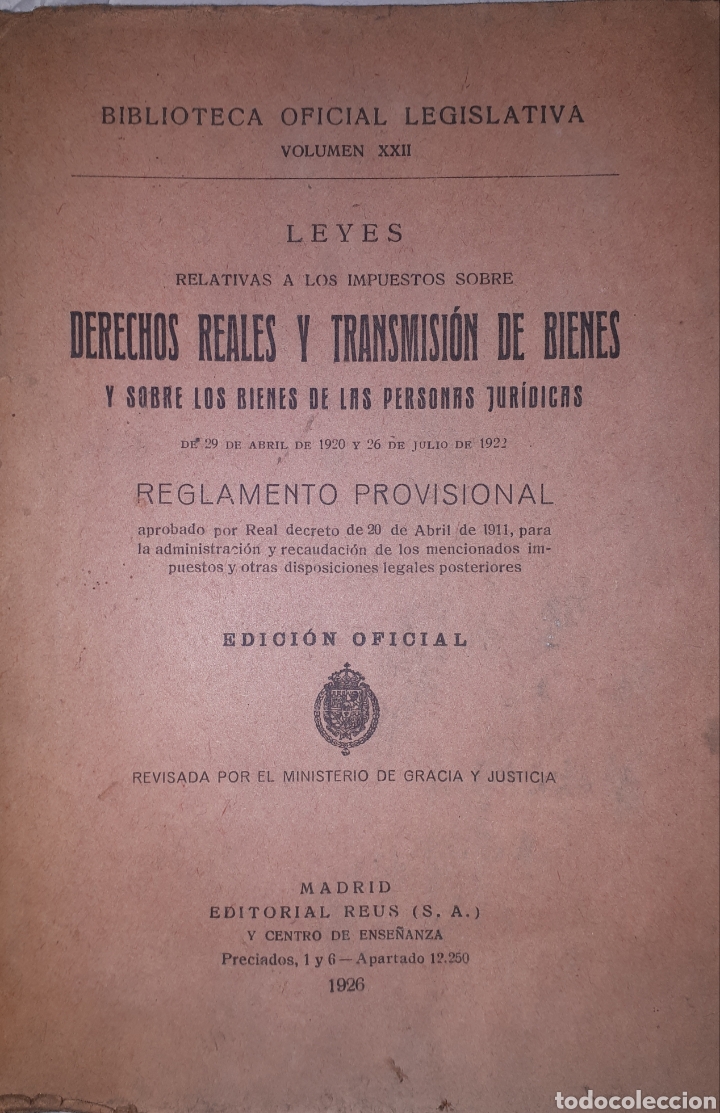 BIBLIOTECA OFICIAL LEGISLATIVA
VOLUMEN XXII
LEYES
RELATIVAS A LOS IMPUESTOS SOBRE
DERECHOS REALES Y TRANSMISIÓN DE BIENES
Y SOBRE LOS BIENES DE LAS PERSONAS JURÍDICAS
DE 29 DE ABRIL DE 1920 Y 26 DE JULIO DE 1922
REGLAMENTO PROVISIONAL
aprobado por Real decreto de 20 de Abril de 1911, para
la administración y recaudación de los mencionados im-
puestos y otras disposiciones legales posteriores
EDICIÓN OFICIAL
REVISADA POR EL MINISTERIO DE GRACIA Y JUSTICIA
MADRID
EDITORIAL REUS (S. A.)
Y CENTRO DE ENSEÑANZA
Preciados, 1 y 6 — Apartado 12.250
1926
todocoleccion